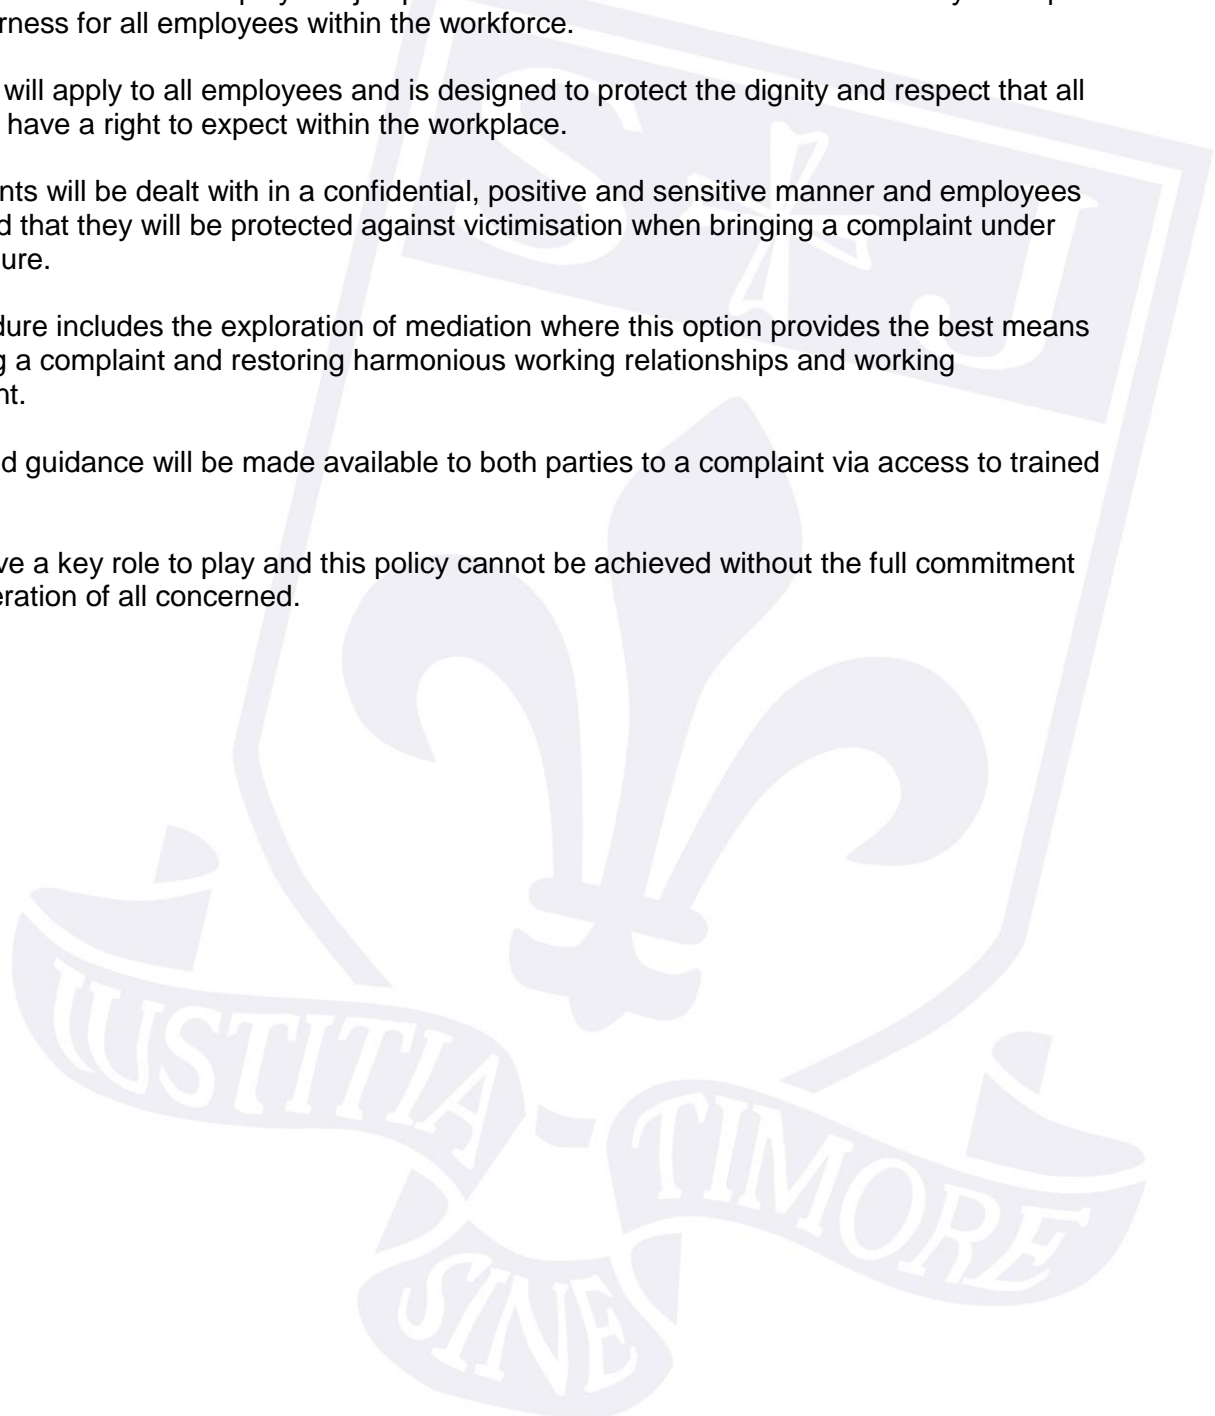 rness for all employees within the workforce.
will apply to all employees and is designed to protect the dignity and respect that all
have a right to expect within the workplace.
nts will be dealt with in a confidential, positive and sensitive manner and employees
d that they will be protected against victimisation when bringing a complaint under
ure.
dure includes the exploration of mediation where this option provides the best means
g a complaint and restoring harmonious working relationships and working
nt.
d guidance will be made available to both parties to a complaint via access to trained
ve a key role to play and this policy cannot be achieved without the full commitment
eration of all concerned.
S J
IUSTITIA
SINE
TIMORE